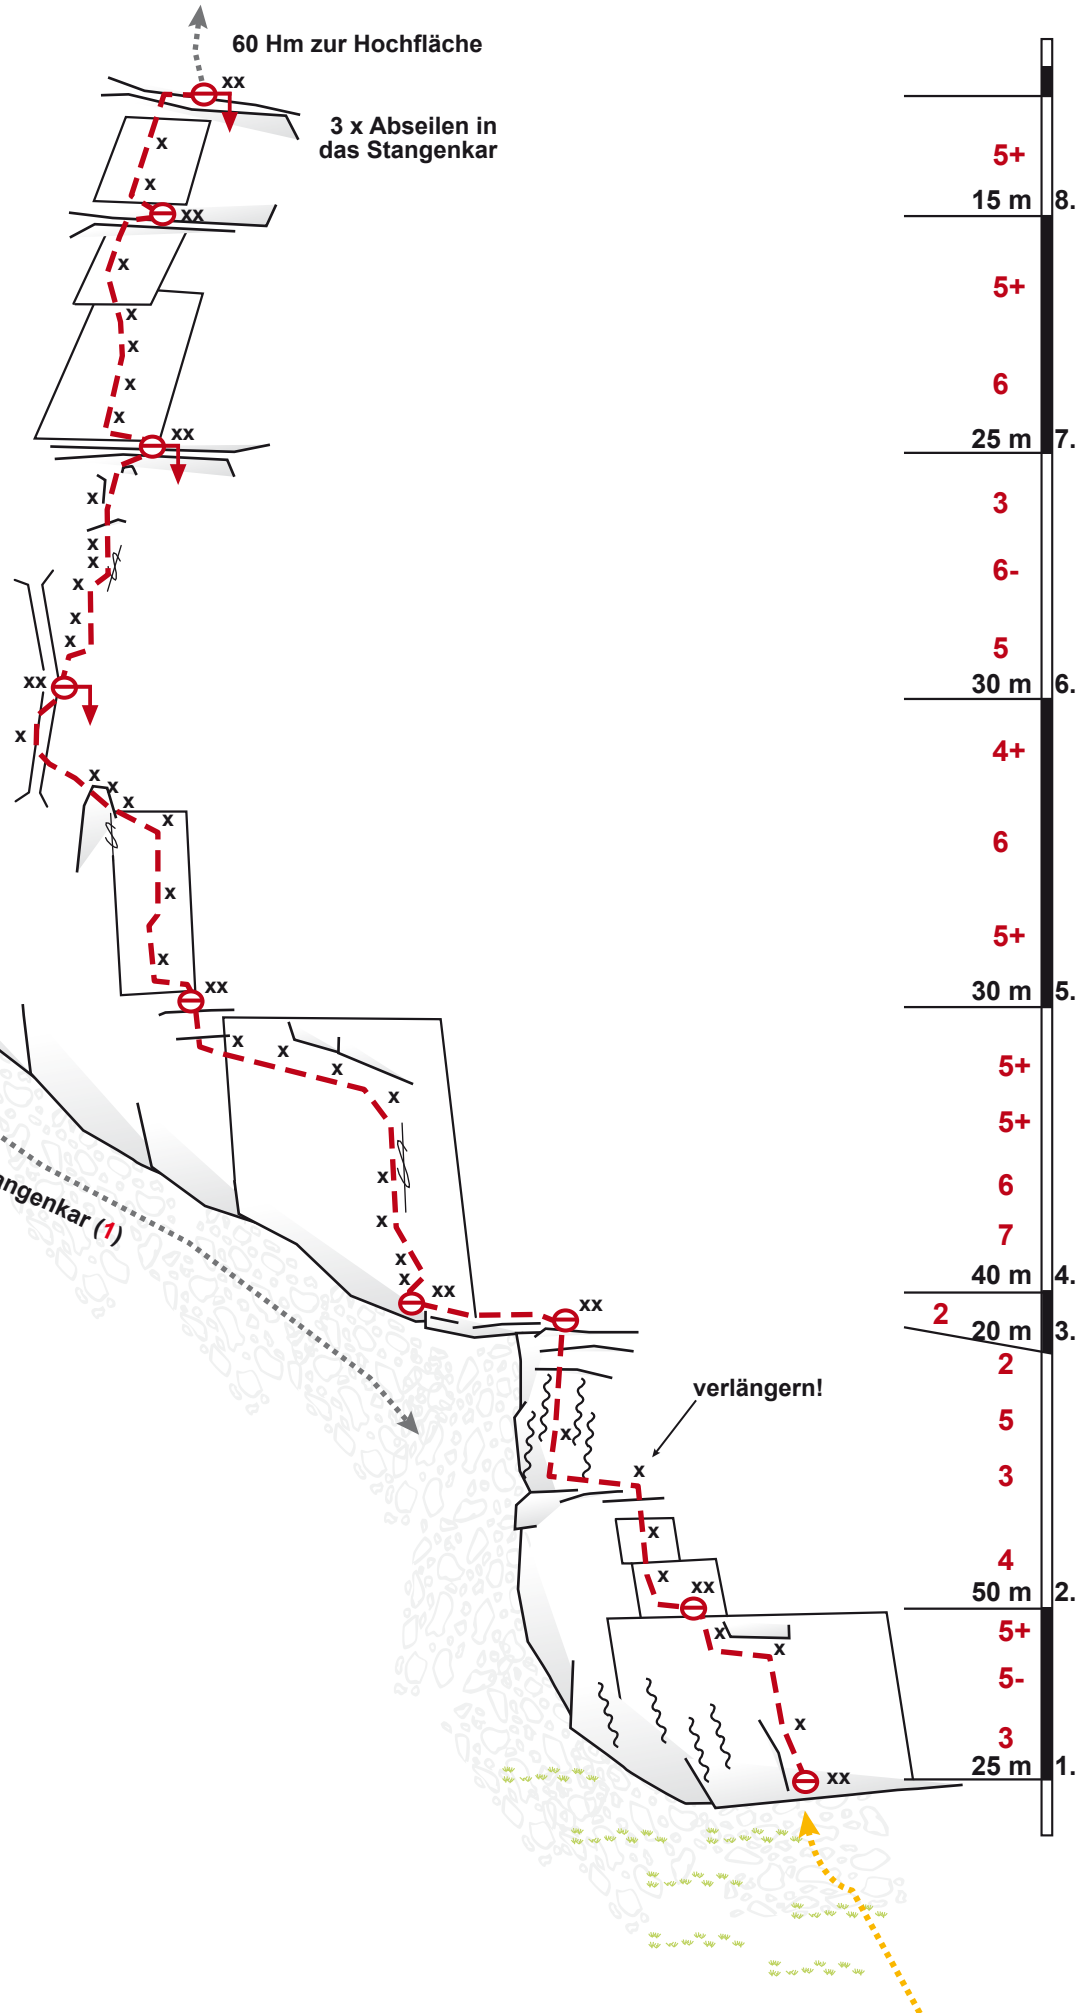 60 Hm zur Hochfläche
xx
3 x Abseilen in
das Stangenkar
x
5+
x
15 m 8.
xx
x
5+
x
x
x
6
x
xx
25 m 7.
x
3
x
x
6-
x
x
x
5
xx
30 m 6.
x
4+
x
x
x
x
6
x
5+
x
xx
30 m 5.
x
x
x
5+
x
5+
x
6
x
7
x
x
xx
40 m 4.
xx
2
20 m 3.
2
verlängern!
5
x
x
3
x
4
x
xx
50 m 2.
x
5+
x
5-
x
3
25 m 1.
xx
angenkar (1)